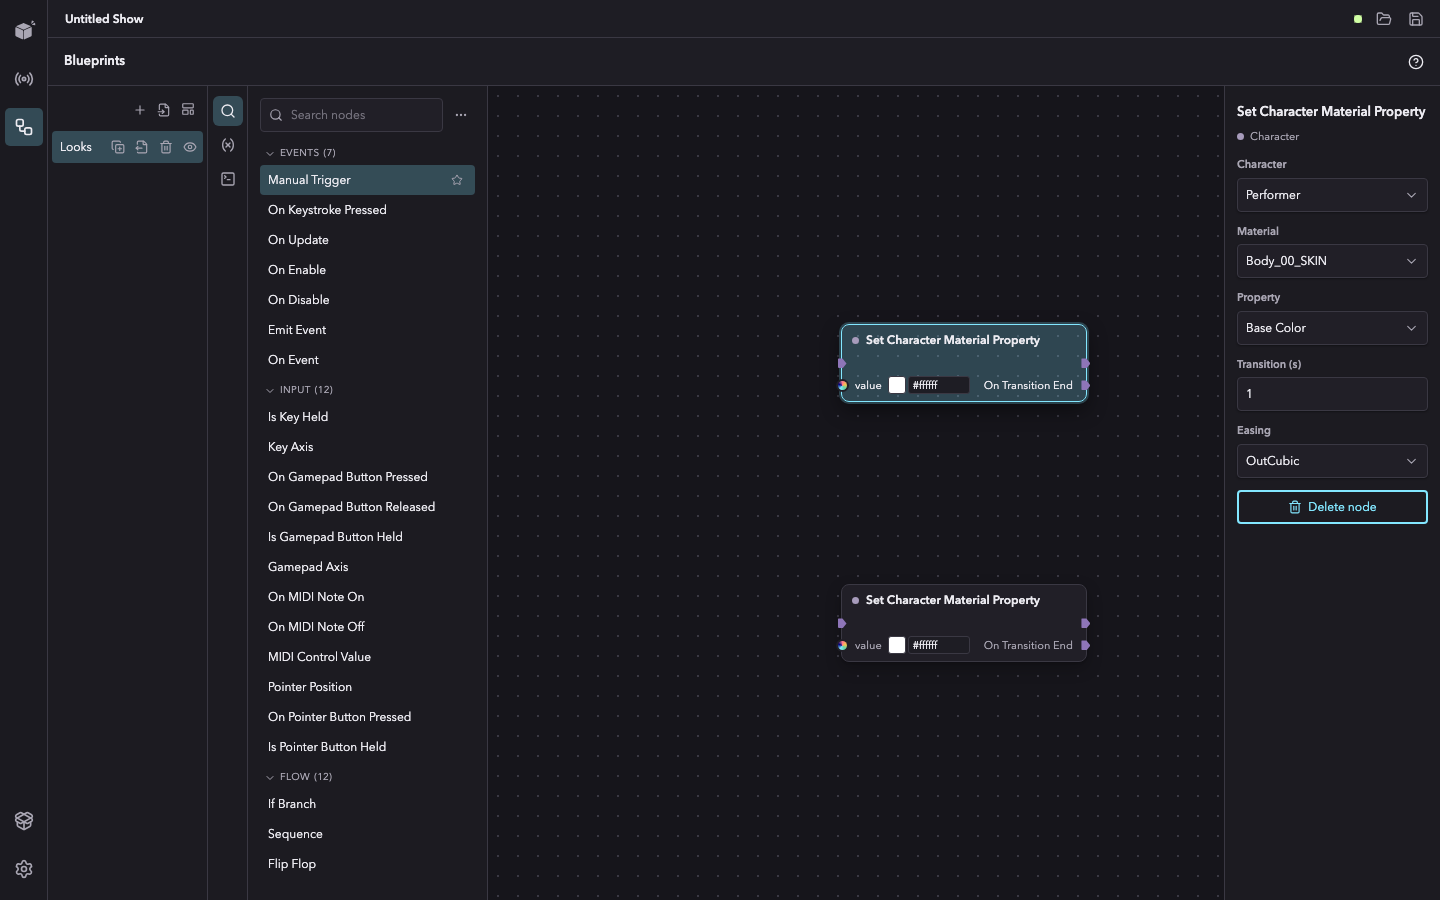 Untitled Show
Blueprints
Looks
Search nodes
EVENTS (7)
Manual Trigger
On Keystroke Pressed
On Update
On Enable
On Disable
Emit Event
On Event
INPUT (12)
Is Key Held
Key Axis
On Gamepad Button Pressed
On Gamepad Button Released
Is Gamepad Button Held
Gamepad Axis
On MIDI Note On
On MIDI Note Off
MIDI Control Value
Pointer Position
On Pointer Button Pressed
Is Pointer Button Held
FLOW (12)
If Branch
Sequence
Flip Flop
Set Character Material Property
value #ffffff On Transition End
Set Character Material Property
value #ffffff On Transition End
Set Character Material Property
Character
Character
Performer
Material
Body_00_SKIN
Property
Base Color
Transition (s)
1
Easing
OutCubic
Delete node